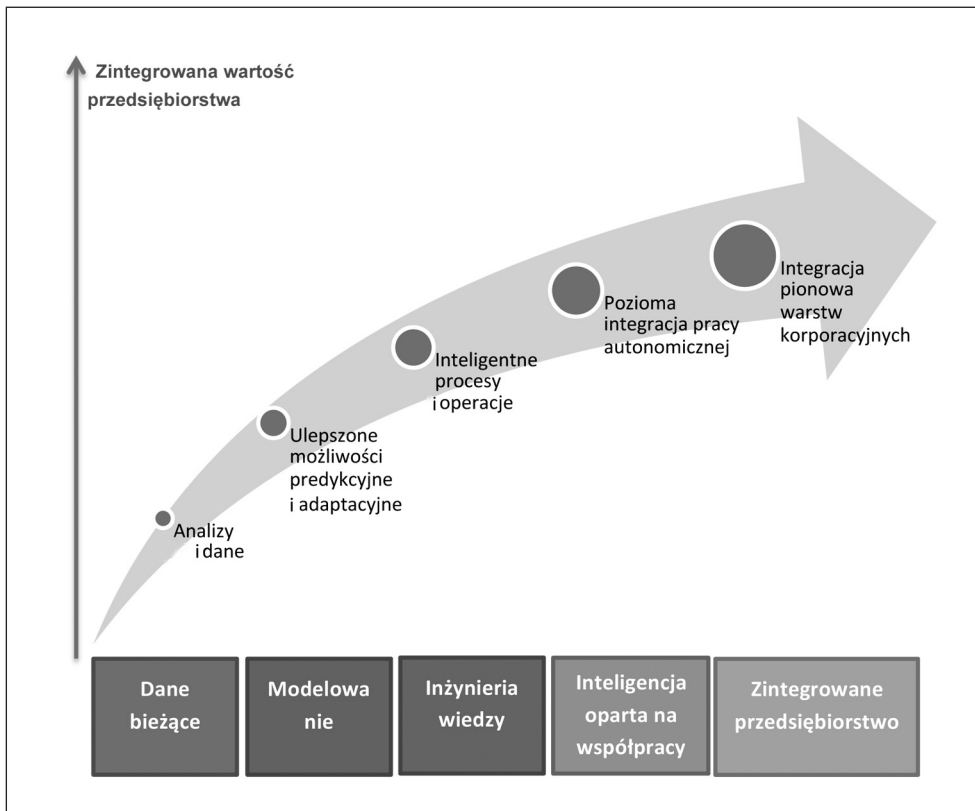 Zintegrowana wartość
przedsiębiorstwa
Integracja
pionowa
warstw
korporacyjnych
Pozioma
integracja pracy
autonomicznej
Inteligentne
procesy
i operacje
Ulepszone
możliwości
predykcyjne
i adaptacyjne
Analizy
i dane
Dane
bieżące
Modelowa
nie
Inżynieria
wiedzy
Inteligencja
oparta na
współpracy
Zintegrowane
przedsiębiorstwo